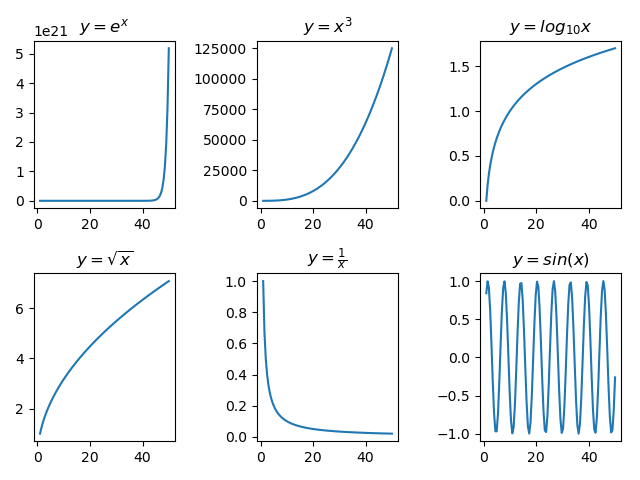 1e21 y = e^x
y = x^3
y = log_10 x
5
4
3
2
1
0
0 20 40
125000
100000
75000
50000
25000
0
0 20 40
1.5
1.0
0.5
0.0
0 20 40
y = √x
y = 1/x
y = sin(x)
6
4
2
0 20 40
1.0
0.8
0.6
0.4
0.2
0.0
0 20 40
1.0
0.5
0.0
−0.5
−1.0
0 20 40